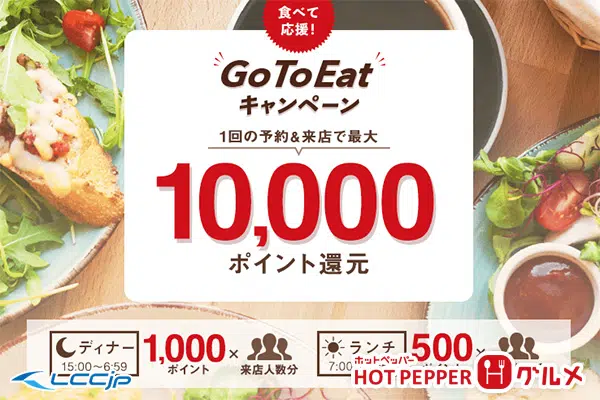 食べて
応援!
Go To Eat
キャンペーン
1回の予約&来店で最大
10,000
ポイント還元
ディナー
15:00～6:59
1,000
ポイント
×
来店人数分
ランチ
7:00
500
×
ホットペッパー
HOT PEPPER グルメ
LCCjp